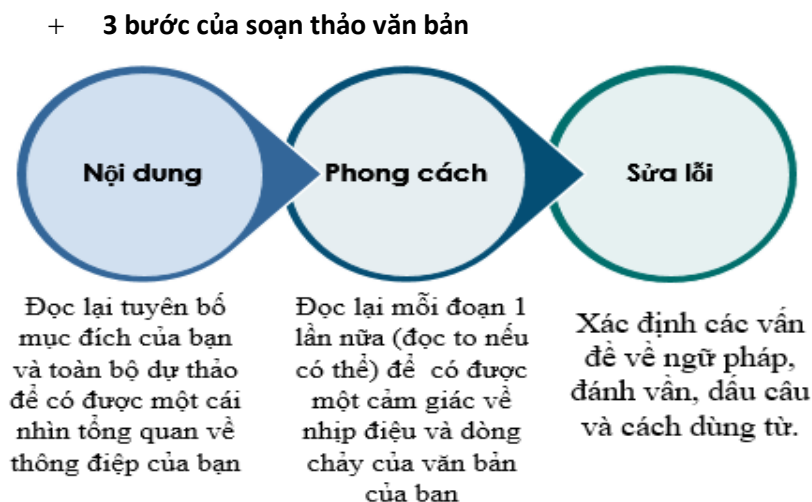 + 3 bước của soạn thảo văn bản
Nội dung
Phong cách
Sửa lỗi
Đọc lại tuyên bố
mục đích của bạn
và toàn bộ dự thảo
để có được một cái
nhìn tổng quan về
thông điệp của bạn
Đọc lại mỗi đoạn 1
lần nữa (đọc to nếu
có thể) để có được
một cảm giác về
nhịp điệu và dòng
chảy của văn bản
của bạn
Xác định các vấn
đề về ngữ pháp,
đánh vần, dấu câu
và cách dùng từ.